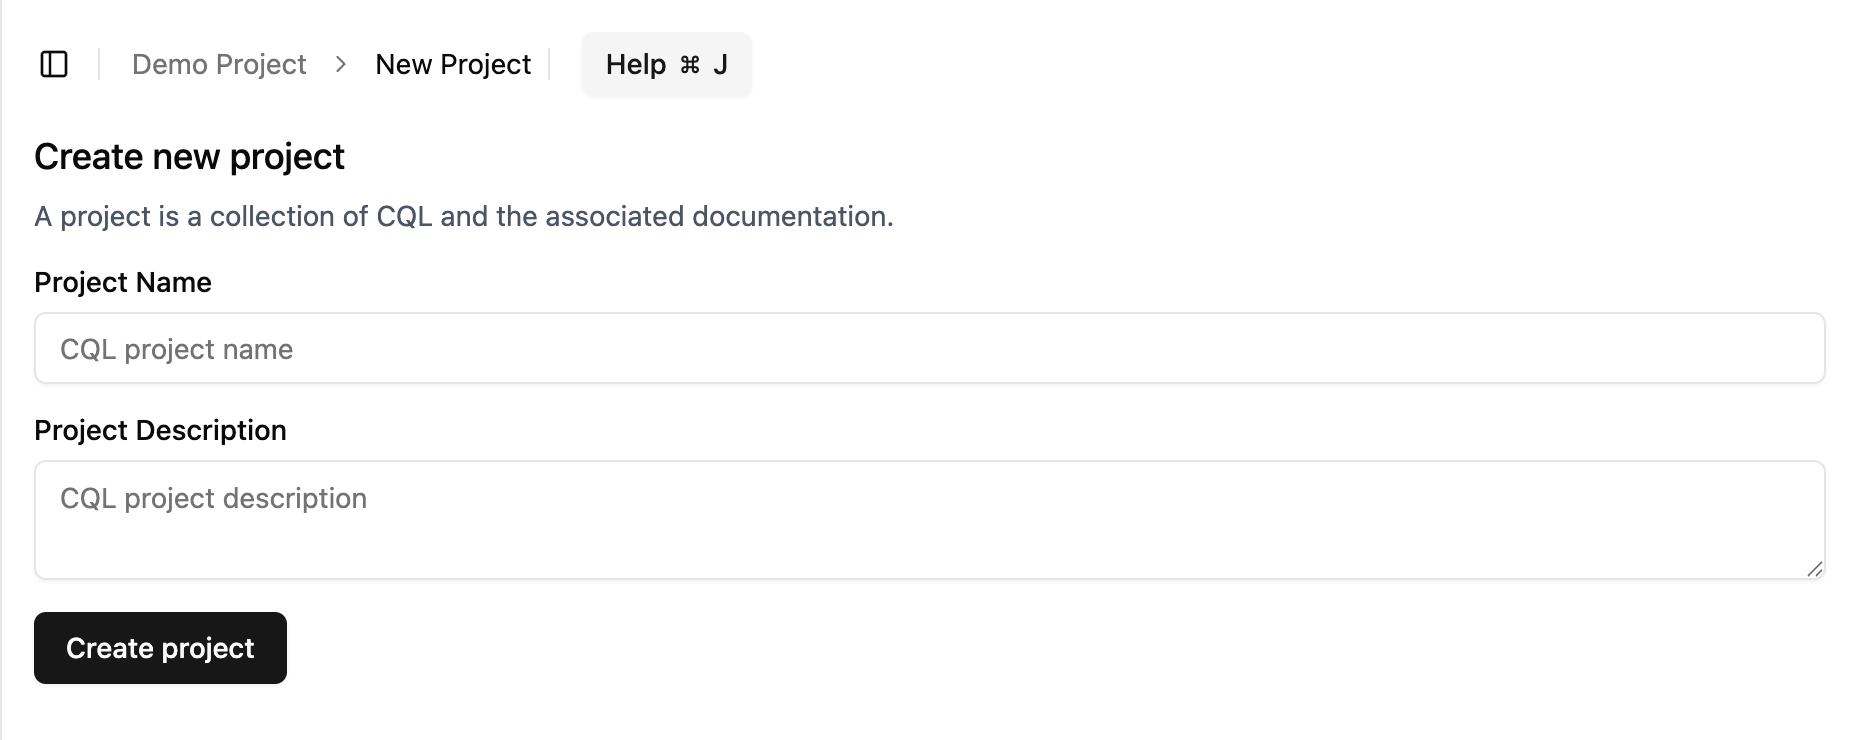 Demo Project > New Project Help ⌘ J
Create new project
A project is a collection of CQL and the associated documentation.
Project Name
CQL project name
Project Description
CQL project description
Create project